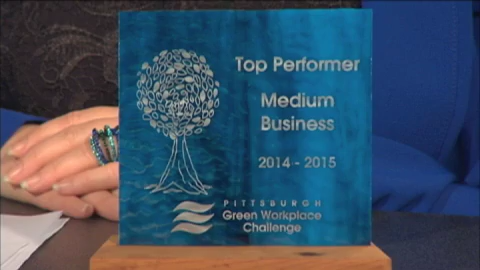 Top Performer
Medium
Business
2014 - 2015
PITTSBURGH
Green Workplace
Challenge